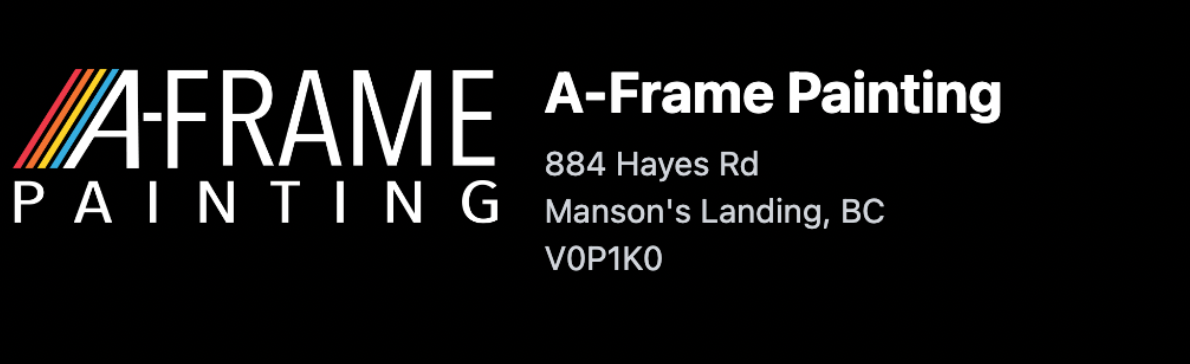 A-FRAME
PAINTING
A-Frame Painting
884 Hayes Rd
Manson's Landing, BC
V0P1K0